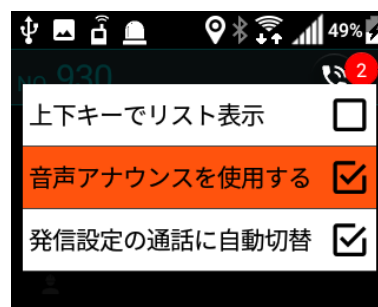 49%
NO 930
2
上下キーでリスト表示
音声アナウンスを使用する
発信設定の通話に自動切替